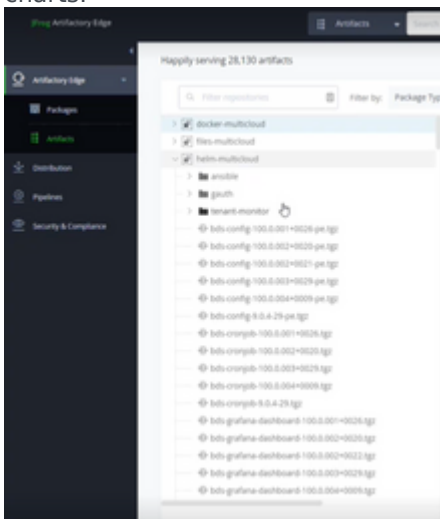 charts.
JFrog Artifactory Edge
Artifacts
Search
Happily serving 28,130 artifacts
Artifactory Edge
Filter repositories
Filter by:
Package Typ
Packages
docker-multicloud
Artifacts
files-multicloud
helm-multicloud
Distribution
ansible
gauth
Pipelines
tenant-monitor
Security & Compliance
bds-config-100.0.001+0026-pe.tgz
bds-config-100.0.002+0020-pe.tgz
bds-config-100.0.002+0021-pe.tgz
bds-config-100.0.003+0029-pe.tgz
bds-config-100.0.004+0009-pe.tgz
bds-config-9.0.4-29-pe.tgz
bds-cronjob-100.0.001+0026.tgz
bds-cronjob-100.0.002+0020.tgz
bds-cronjob-100.0.003+0029.tgz
bds-cronjob-100.0.004+0009.tgz
bds-cronjob-9.0.4-29.tgz
bds-grafana-dashboard-100.0.001+0026.tgz
bds-grafana-dashboard-100.0.002+0020.tgz
bds-grafana-dashboard-100.0.002+0022.tgz
bds-grafana-dashboard-100.0.003+0029.tgz
bds-grafana-dashboard-100.0.004+0009.tgz